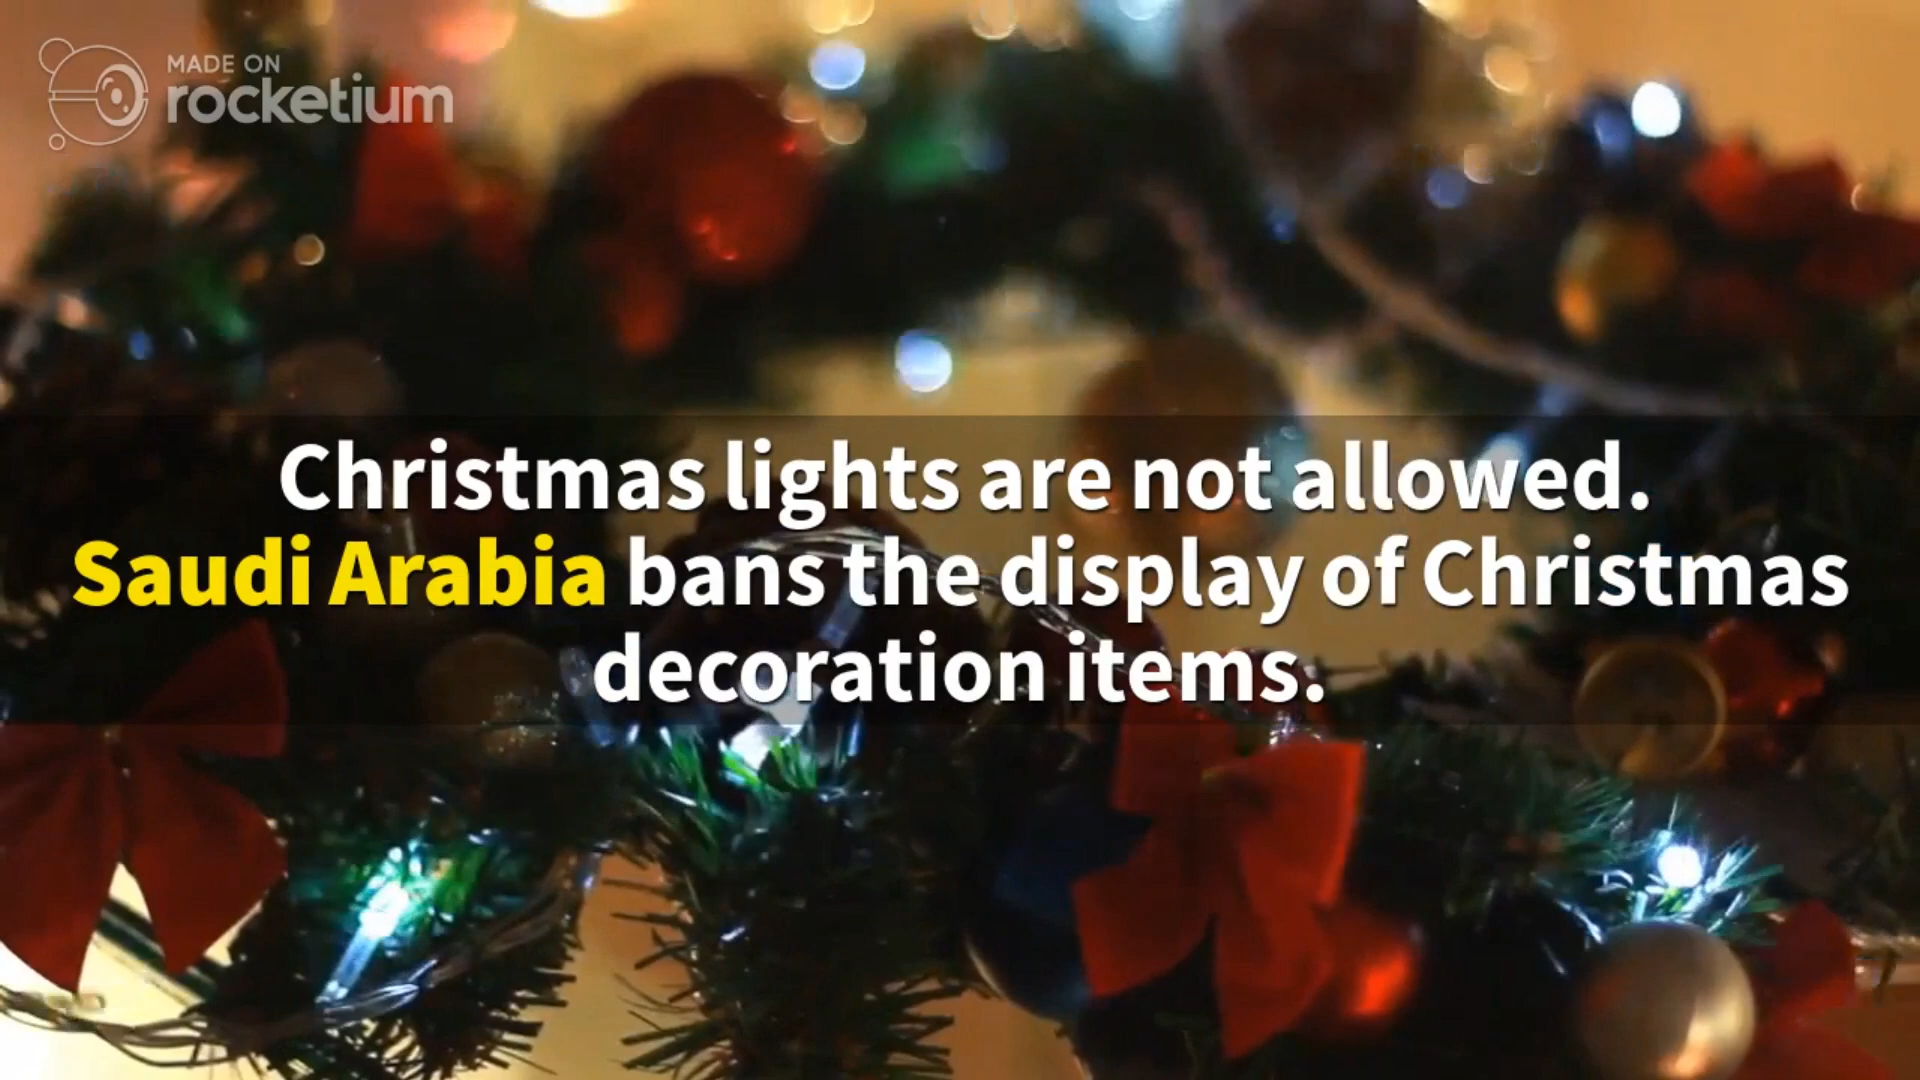 MADE ON
rocketium
Christmas lights are not allowed.
Saudi Arabia bans the display of Christmas
decoration items.